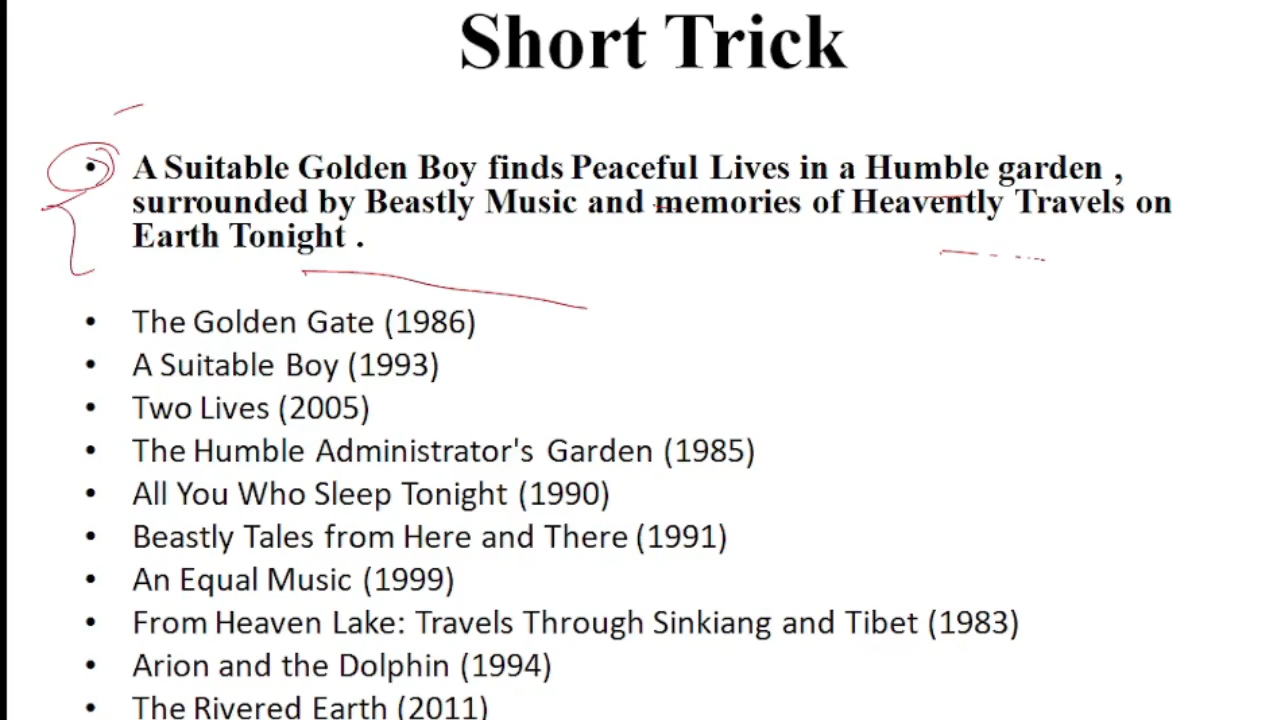 Short Trick
• A Suitable Golden Boy finds Peaceful Lives in a Humble garden ,
surrounded by Beastly Music and memories of Heavently Travels on
Earth Tonight .
• The Golden Gate (1986)
• A Suitable Boy (1993)
• Two Lives (2005)
• The Humble Administrator's Garden (1985)
• All You Who Sleep Tonight (1990)
• Beastly Tales from Here and There (1991)
• An Equal Music (1999)
• From Heaven Lake: Travels Through Sinkiang and Tibet (1983)
• Arion and the Dolphin (1994)
• The Rivered Earth (2011)